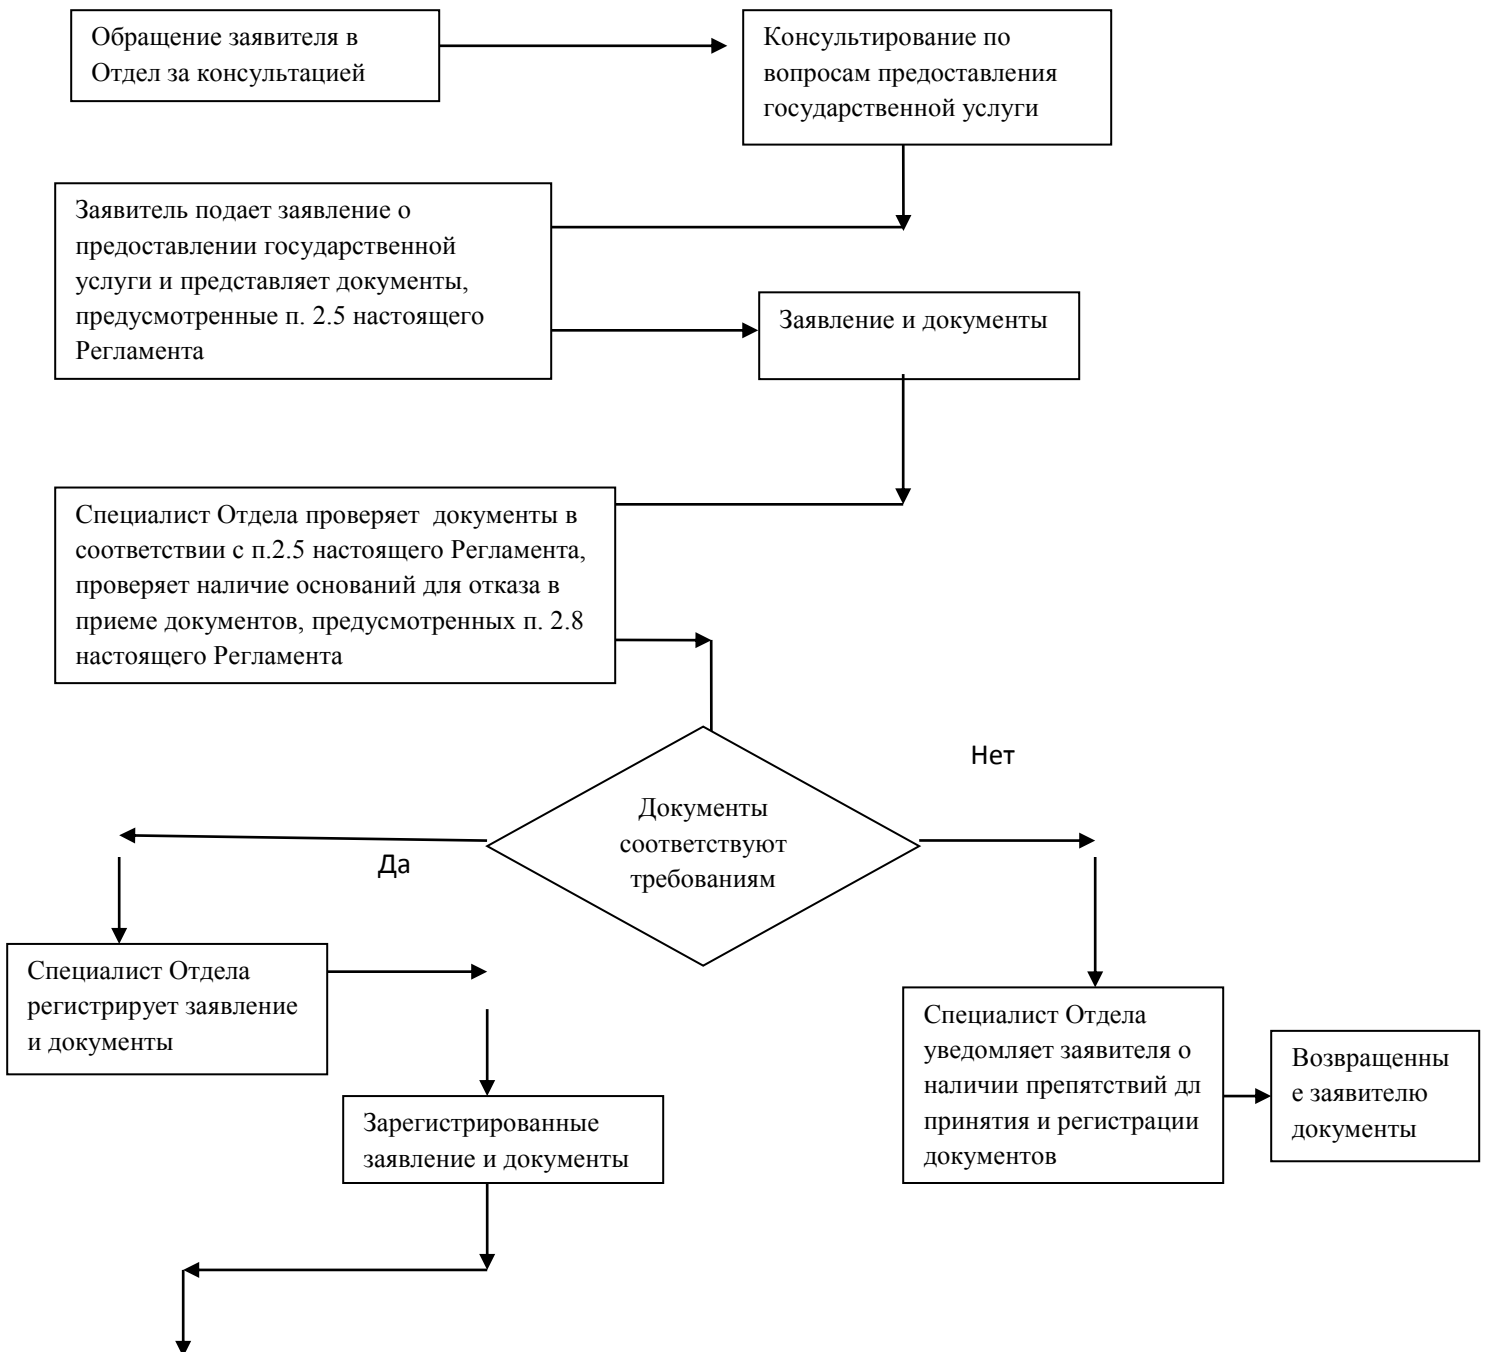 Обращение заявителя в
Отдел за консультацией
Консультирование по
вопросам предоставления
государственной услуги
Заявитель подает заявление о
предоставлении государственной
услуги и представляет документы,
предусмотренные п. 2.5 настоящего
Регламента
Заявление и документы
Специалист Отдела проверяет  документы в
соответствии с п.2.5 настоящего Регламента,
проверяет наличие оснований для отказа в
приеме документов, предусмотренных п. 2.8
настоящего Регламента
Нет
Документы
соответствуют
требованиям
Да
Специалист Отдела
регистрирует заявление
и документы
Зарегистрированные
заявление и документы
Специалист Отдела
уведомляет заявителя о
наличии препятствий дл
принятия и регистрации
документов
Возвращенны
е заявителю
документы